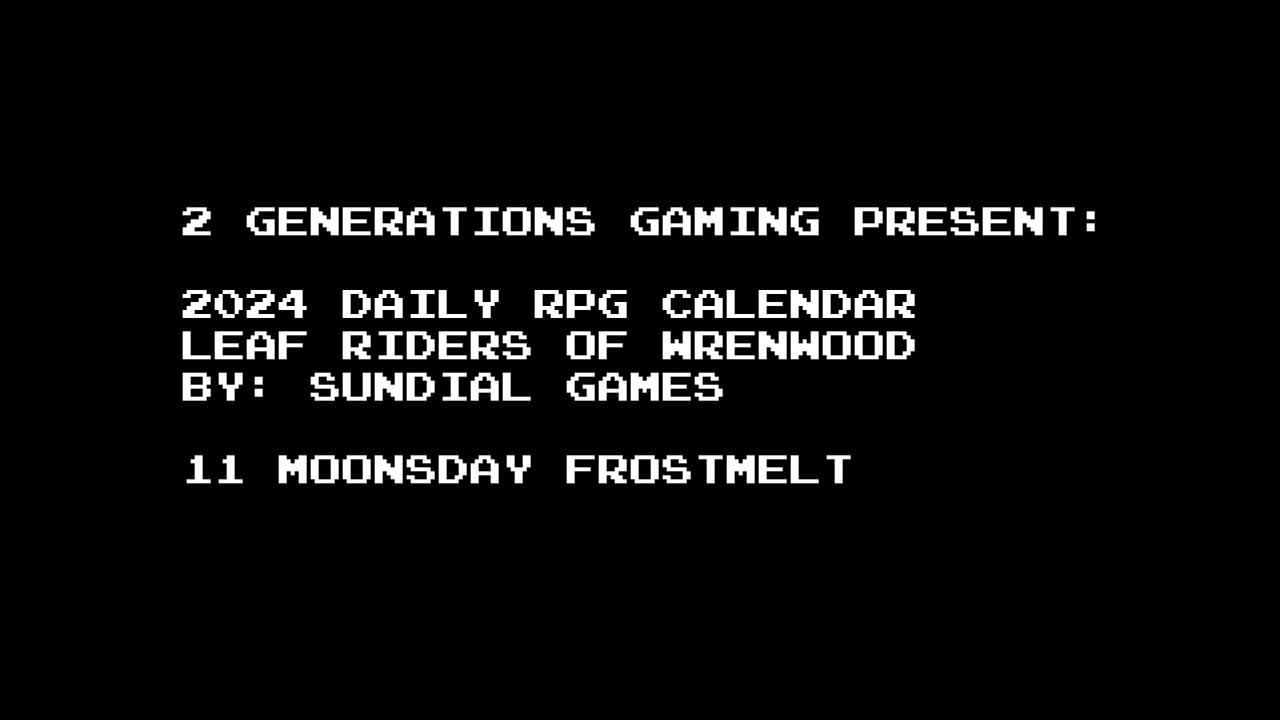 2 GENERATIONS GAMING PRESENT:
2024 DAILY RPG CALENDAR
LEAF RIDERS OF WRENWOOD
BY: SUNDIAL GAMES
11 MOONSDAY FROSTMELT